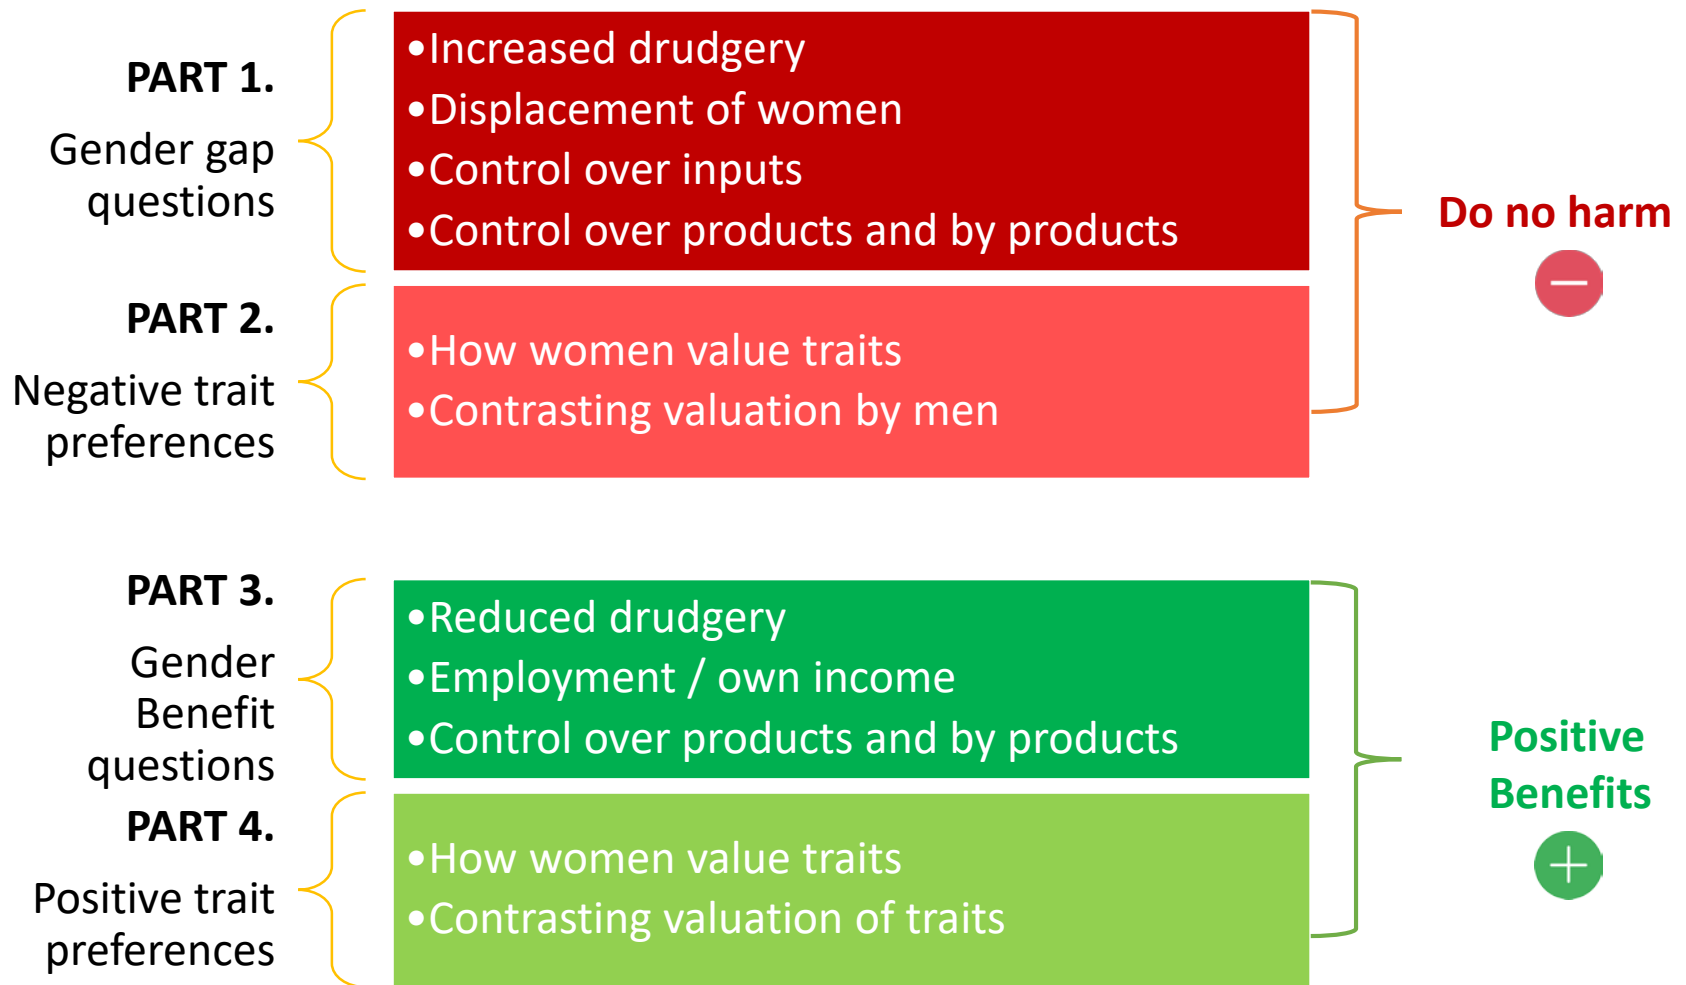 PART 1.
Gender gap
questions
•Increased drudgery
•Displacement of women
•Control over inputs
•Control over products and by products
PART 2.
Negative trait
preferences
•How women value traits
•Contrasting valuation by men
Do no harm
PART 3.
Gender
Benefit
questions
•Reduced drudgery
•Employment / own income
•Control over products and by products
PART 4.
Positive trait
preferences
•How women value traits
•Contrasting valuation of traits
Positive
Benefits